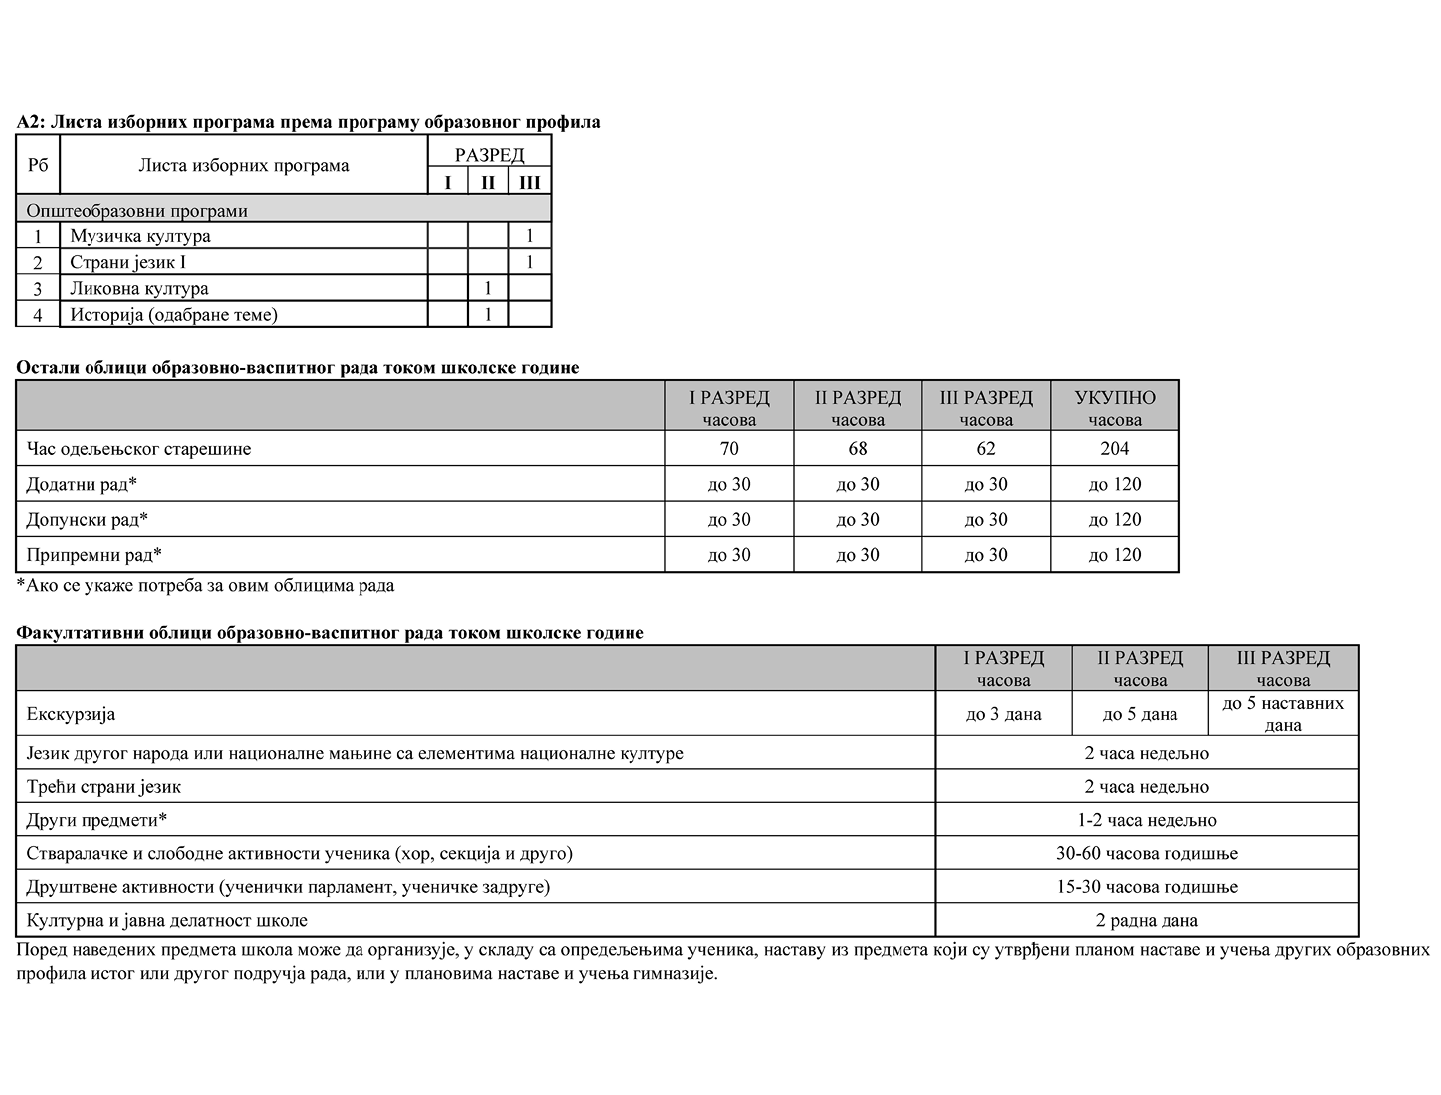 А2: Листа изборних програма према програму образовног профила
Рб Листа изборних програма РАЗРЕД
I II III
Општеобразовни програми
1 Музичка култура 1
2 Страни језик I 1
3 Ликовна култура 1
4 Историја (одабране теме) 1
Остали облици образовно-васпитног рада током школске године
I РАЗРЕД II РАЗРЕД III РАЗРЕД УКУПНО
часова часова часова часова
Час одељењског старешине 70 68 62 204
Додатни рад* до 30 до 30 до 30 до 120
Допунски рад* до 30 до 30 до 30 до 120
Припремни рад* до 30 до 30 до 30 до 120
*Ако се укаже потреба за овим облицима рада
Факултативни облици образовно-васпитног рада током школске године
I РАЗРЕД II РАЗРЕД III РАЗРЕД
часова часова часова
Екскурзија до 3 дана до 5 дана до 5 наставних
дана
Језик другог народа или националне мањине са елементима националне културе 2 часа недељно
Трећи страни језик 2 часа недељно
Други предмети* 1-2 часа недељно
Стваралачке и слободне активности ученика (хор, секција и друго) 30-60 часова годишње
Друштвене активности (ученички парламент, ученичке задруге) 15-30 часова годишње
Културна и јавна делатност школе 2 радна дана
Поред наведених предмета школа може да организује, у складу са опредељењима ученика, наставу из предмета који су утврђени планом наставе и учења других образовних
профила истог или другог подручја рада, или у плановима наставе и учења гимназије.